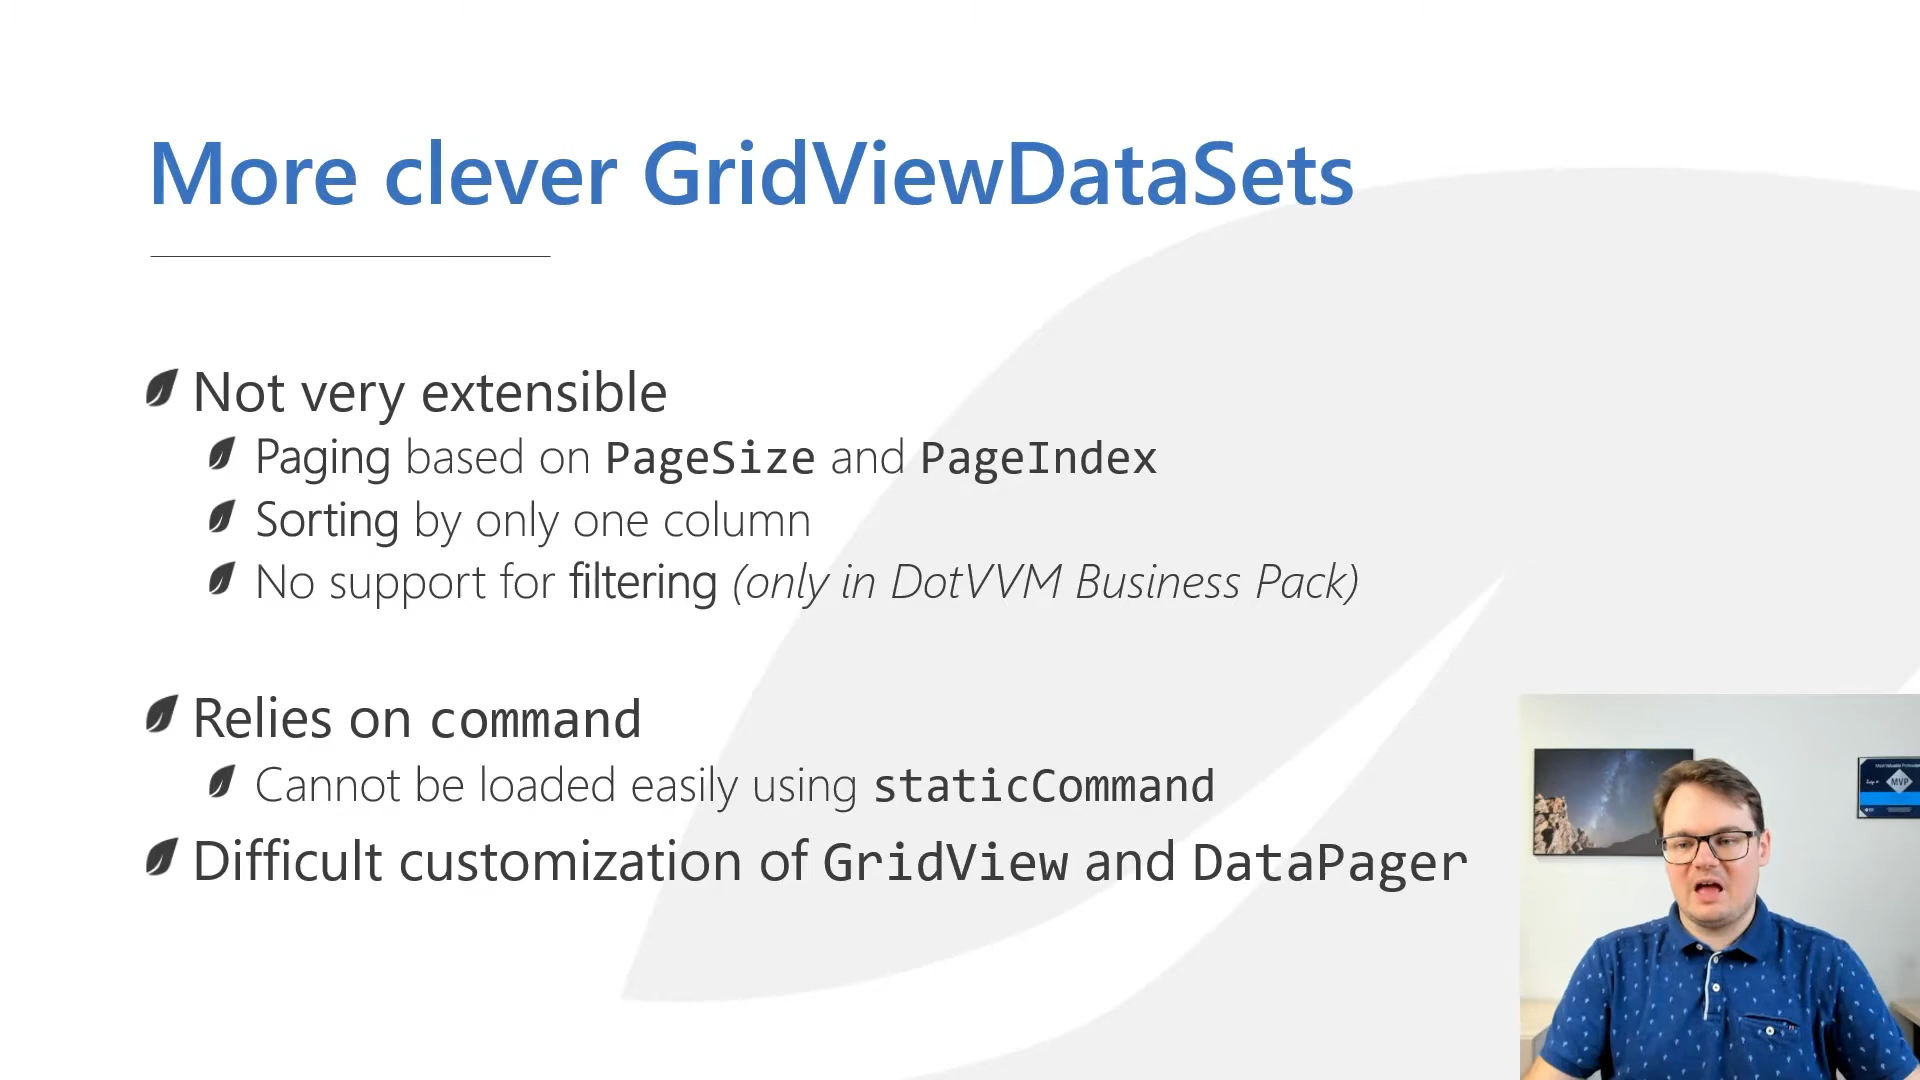 More clever GridViewDataSets
Not very extensible
Paging based on PageSize and PageIndex
Sorting by only one column
No support for filtering (only in DotVVM Business Pack)
Relies on command
Cannot be loaded easily using staticCommand
Difficult customization of GridView and DataPager
MVP